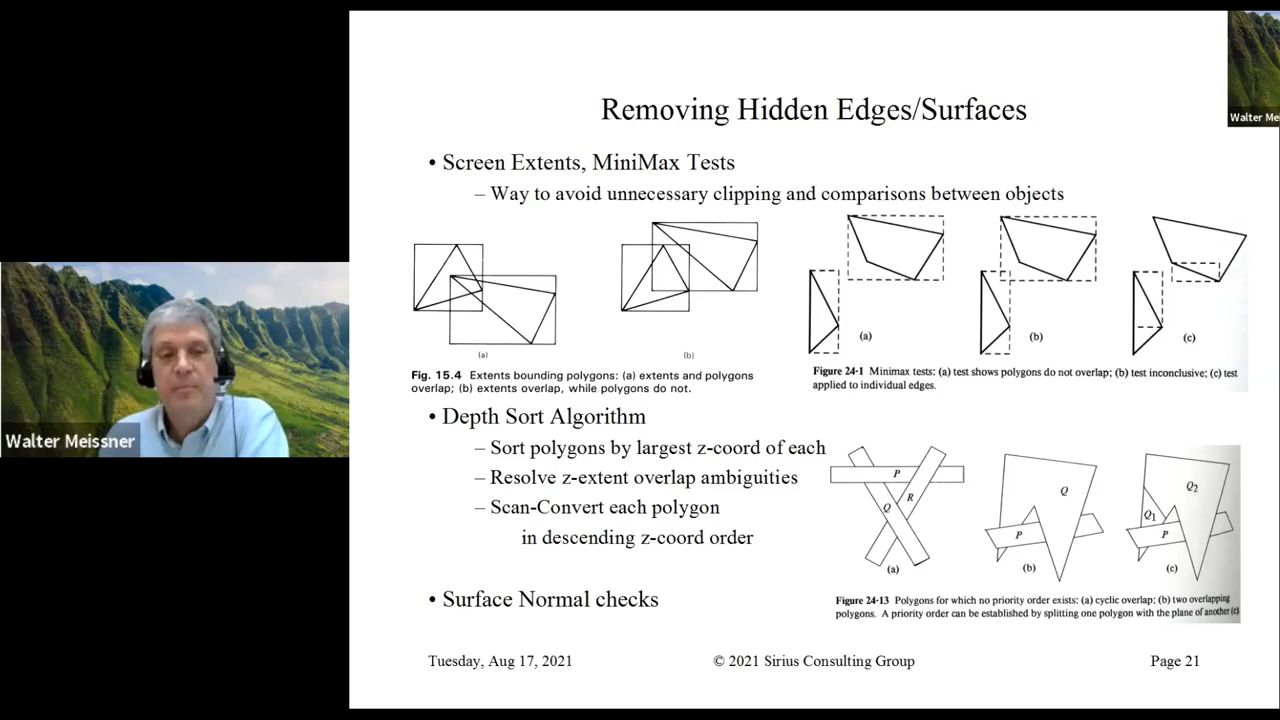 Removing Hidden Edges/Surfaces
• Screen Extents, MiniMax Tests
– Way to avoid unnecessary clipping and comparisons between objects
(a)
(b)
Fig. 15.4 Extents bounding polygons: (a) extents and polygons
overlap; (b) extents overlap, while polygons do not.
(a)
(b)
(c)
Figure 24-1 Minimax tests: (a) test shows polygons do not overlap; (b) test inconclusive; (c) test
applied to individual edges.
• Depth Sort Algorithm
– Sort polygons by largest z-coord of each
– Resolve z-extent overlap ambiguities
– Scan-Convert each polygon
in descending z-coord order
P
Q
R
(a)
Q
P
(b)
Q2
Q1
P
(c)
Figure 24-13 Polygons for which no priority order exists: (a) cyclic overlap; (b) two overlapping
polygons. A priority order can be established by splitting one polygon with the plane of another (c)
• Surface Normal checks
Tuesday, Aug 17, 2021
© 2021 Sirius Consulting Group
Page 21
Walter Meissner
Walter Mei